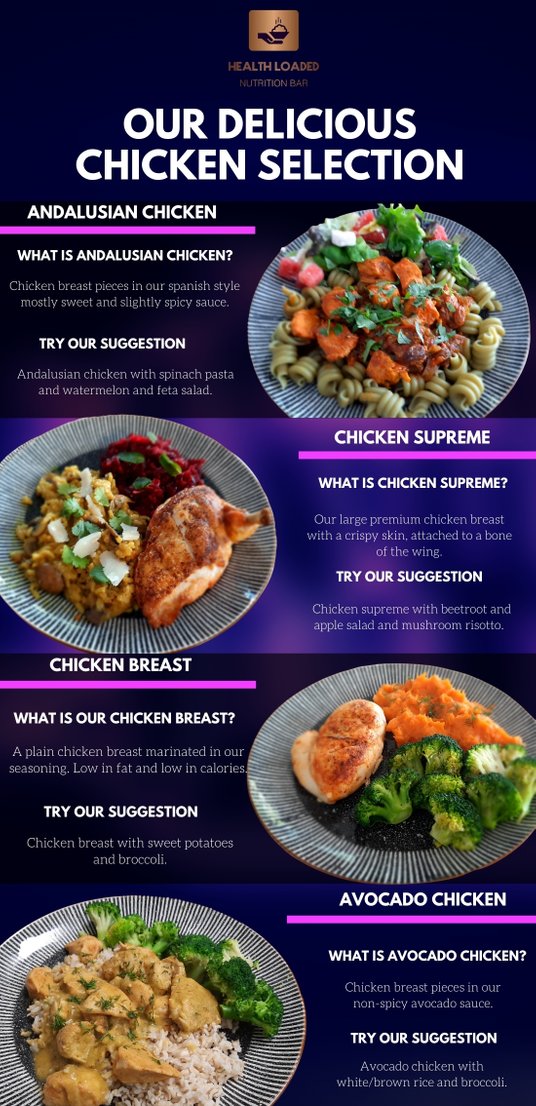 HEALTH LOADED
NUTRITION BAR
OUR DELICIOUS
CHICKEN SELECTION
ANDALUSIAN CHICKEN
WHAT IS ANDALUSIAN CHICKEN?
Chicken breast pieces in our spanish style
mostly sweet and slightly spicy sauce.
TRY OUR SUGGESTION
Andalusian chicken with spinach pasta
and watermelon and feta salad.
CHICKEN SUPREME
WHAT IS CHICKEN SUPREME?
Our large premium chicken breast
with a crispy skin, attached to a bone
of the wing.
TRY OUR SUGGESTION
Chicken supreme with beetroot and
apple salad and mushroom risotto.
CHICKEN BREAST
WHAT IS OUR CHICKEN BREAST?
A plain chicken breast marinated in our
seasoning. Low in fat and low in calories.
TRY OUR SUGGESTION
Chicken breast with sweet potatoes
and broccoli.
AVOCADO CHICKEN
WHAT IS AVOCADO CHICKEN?
Chicken breast pieces in our
non-spicy avocado sauce.
TRY OUR SUGGESTION
Avocado chicken with
white/brown rice and broccoli.